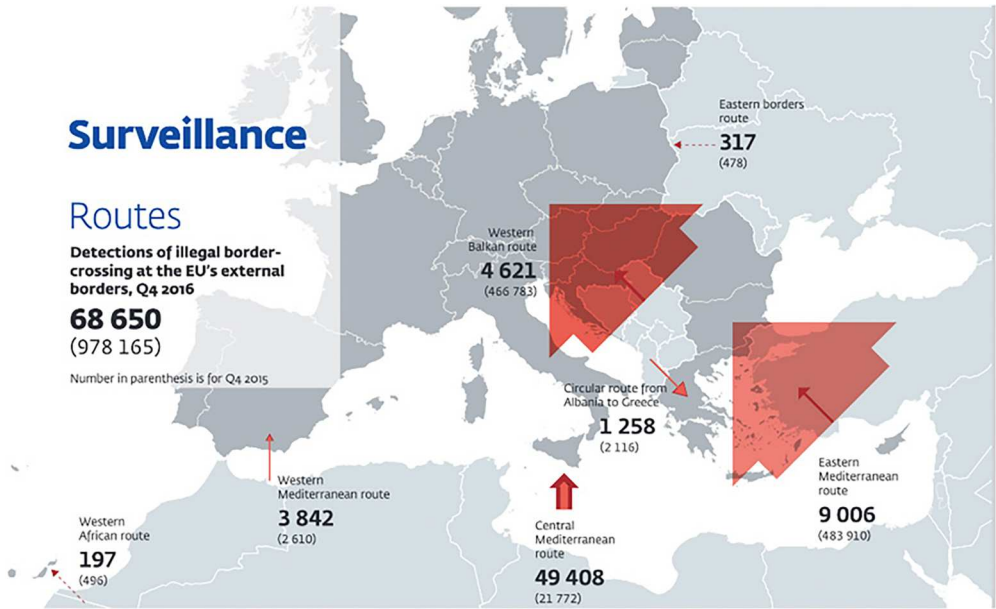 Surveillance
Routes
Detections of illegal border-
crossing at the EU's external
borders, Q4 2016
68 650
(978 165)
Number in parenthesis is for Q4 2015
Eastern borders
route
317
(478)
Western
Balkan route
4 621
(466 783)
Circular route from
Albania to Greece
1 258
(2 116)
Eastern
Mediterranean
route
9 006
(483 910)
Western
Mediterranean route
3 842
(2 610)
Central
Mediterranean
route
49 408
(21 772)
Western
African route
197
(496)